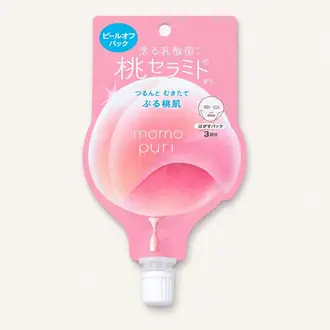 ピールオフ
パック
塗る乳酸菌
桃セラミド
つるんと むきたて
ぷる桃肌
momo
puri
はがすパック
3回分